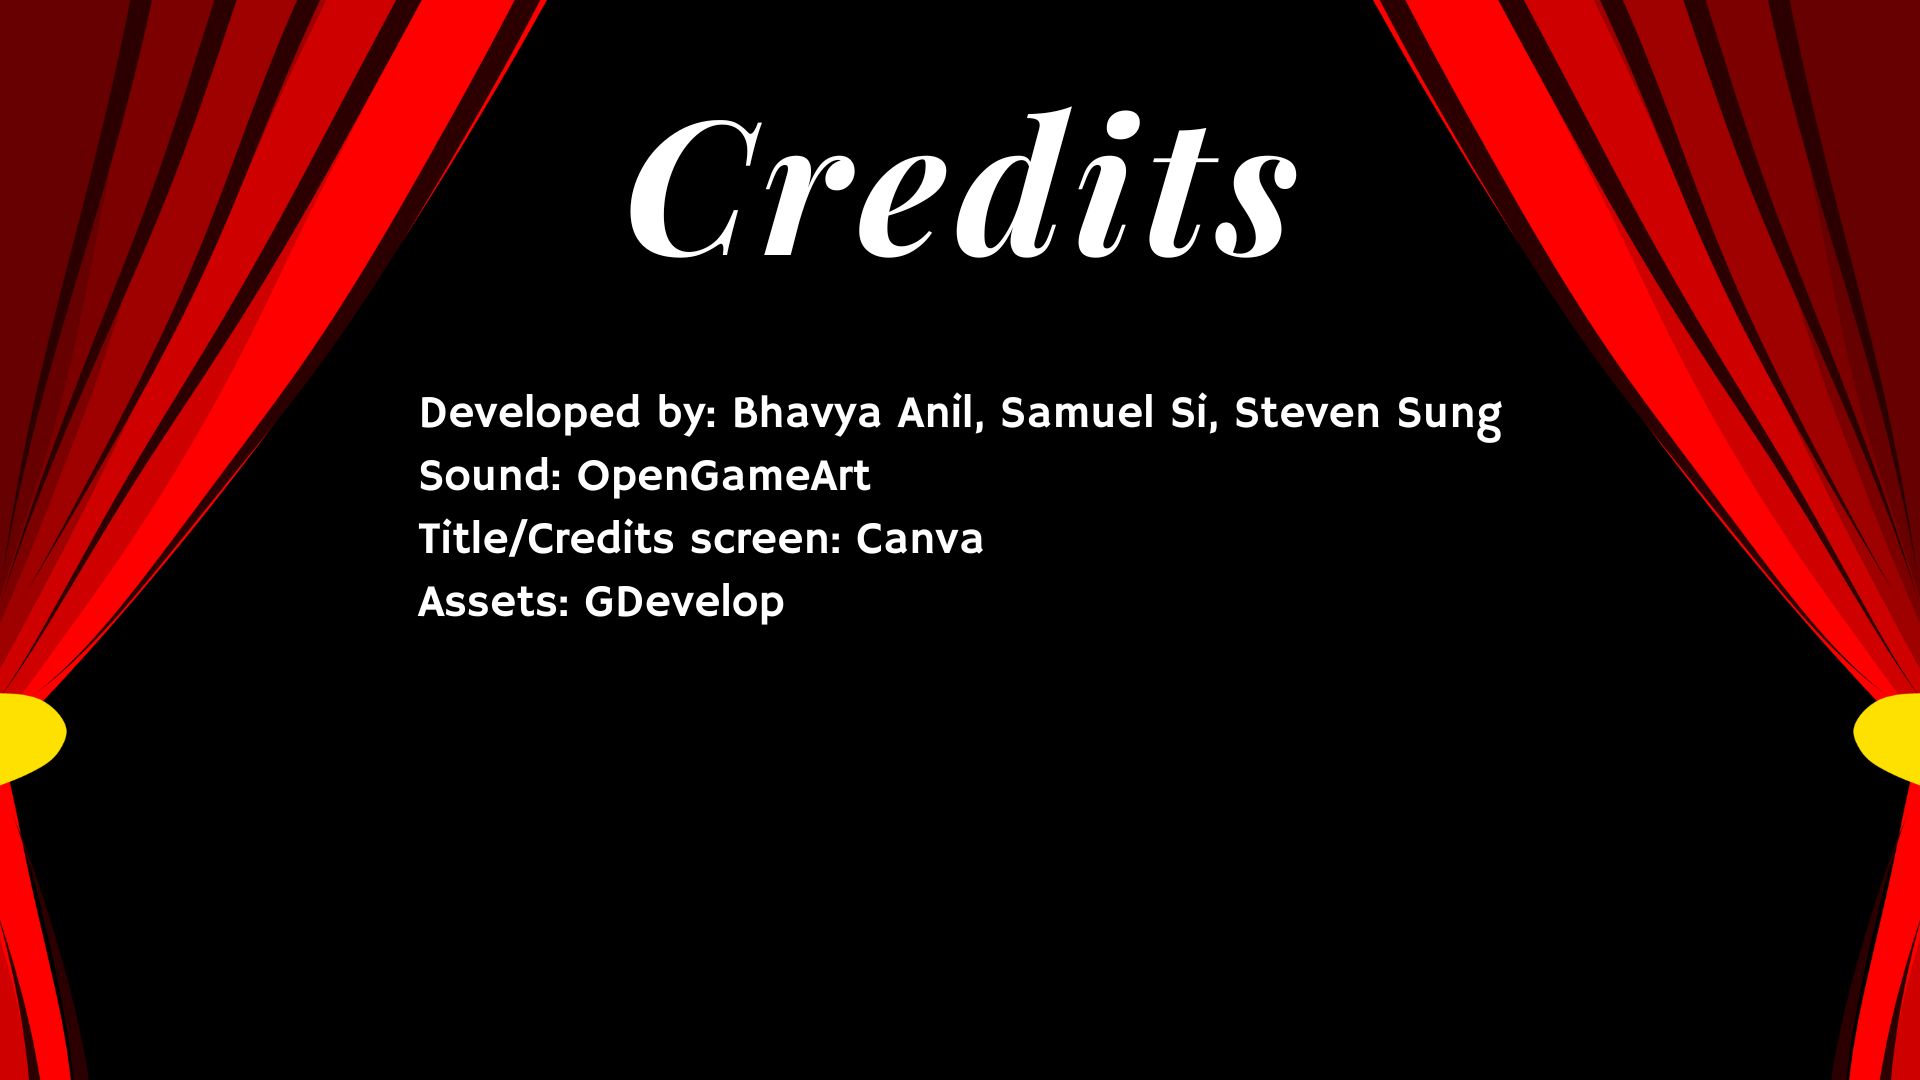 Credits
Developed by: Bhavya Anil, Samuel Si, Steven Sung
Sound: OpenGameArt
Title/Credits screen: Canva
Assets: GDevelop